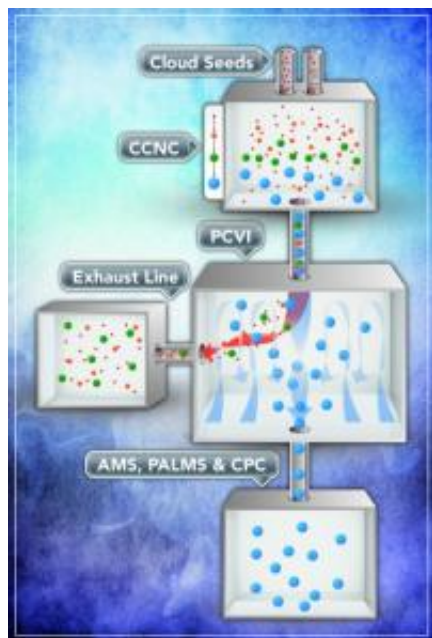 Cloud Seeds
CCNC
PCVI
Exhaust Line
AMS, PALMS & CPC